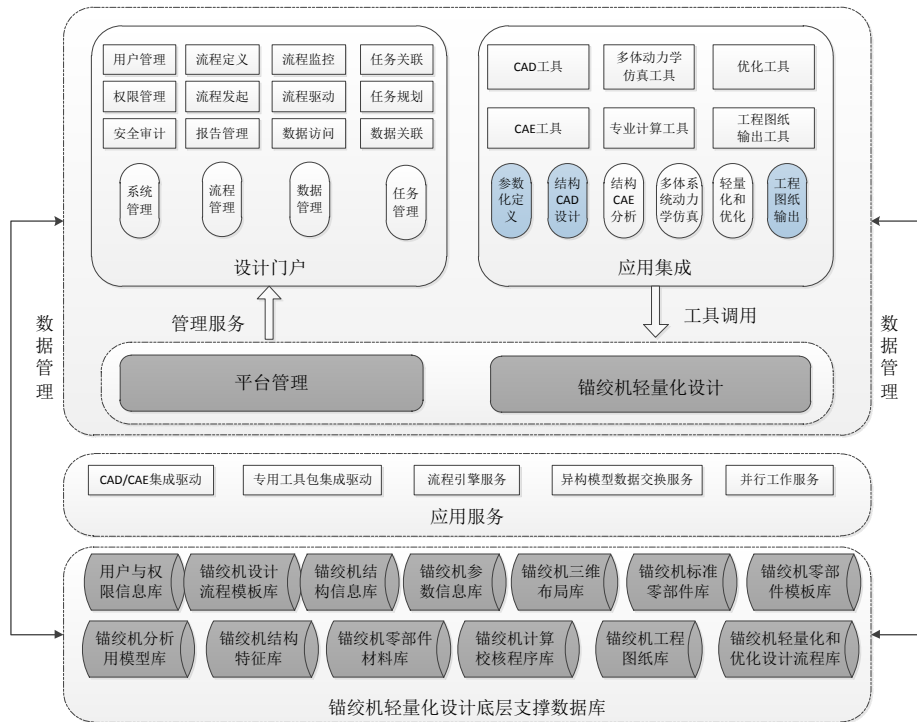 用户管理 流程定义 流程监控 任务关联
权限管理 流程发起 流程驱动 任务规划
安全审计 报告管理 数据访问 数据关联
系统
管理
流程
管理
数据
管理
任务
管理
设计门户
CAD工具
多体动力学
仿真工具
优化工具
CAE工具
专业计算工具
工程图纸
输出工具
参数
化定
义
结构
CAD
设计
结构
CAE
分析
多体系
统动力
学仿真
轻量
化和
优化
工程
图纸
输出
应用集成
管理服务
工具调用
数据管理
数据管理
平台管理
锚绞机轻量化设计
CAD/CAE集成驱动
专用工具包集成驱动
流程引擎服务
异构模型数据交换服务
并行工作服务
应用服务
用户与权
限信息库
锚绞机设计
流程模板库
锚绞机结
构信息库
锚绞机参
数信息库
锚绞机三维
布局库
锚绞机标准
零部件库
锚绞机零部
件模板库
锚绞机分析
用模型库
锚绞机结构
特征库
锚绞机零部件
材料库
锚绞机计算
校核程序库
锚绞机工程
图纸库
锚绞机轻量化和
优化设计流程库
锚绞机轻量化设计底层支撑数据库